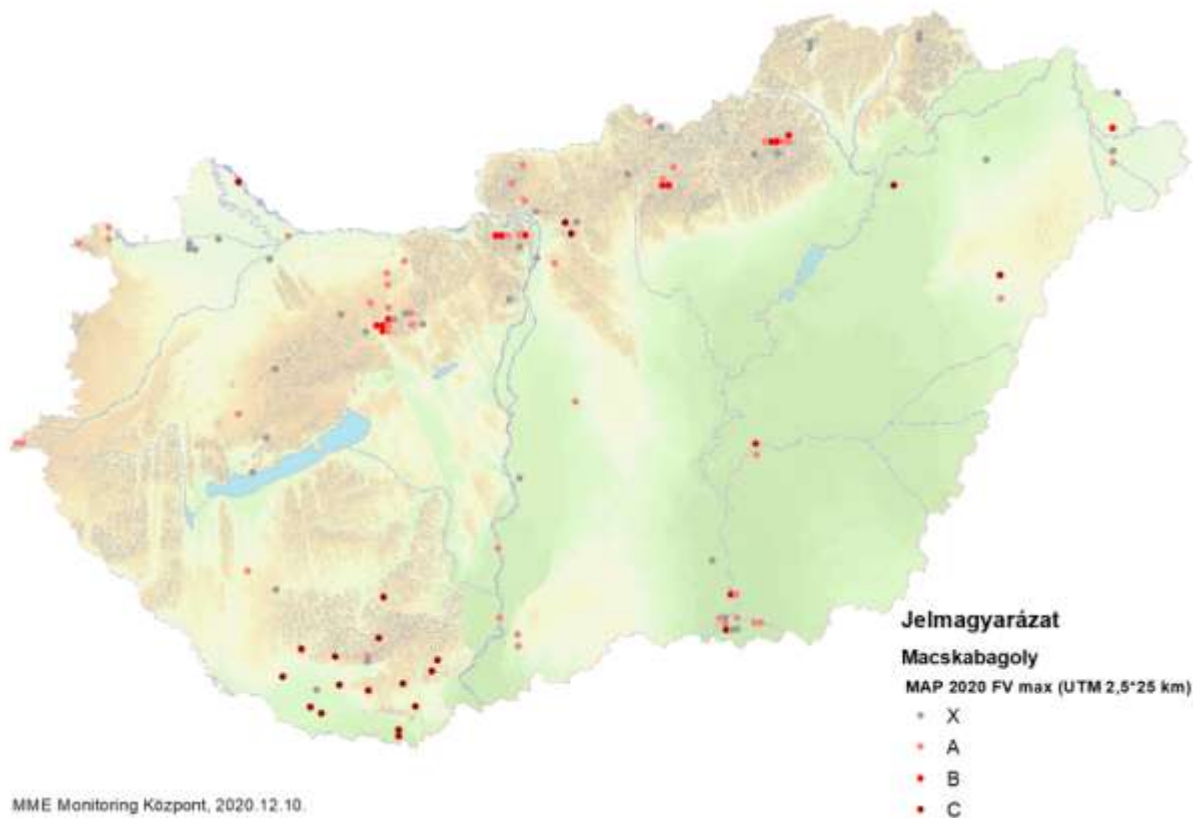 Jelmagyarázat
Macskabagoly
MAP 2020 FV max (UTM 2,5*25 km)
X
A
B
C
MME Monitoring Központ, 2020.12.10.